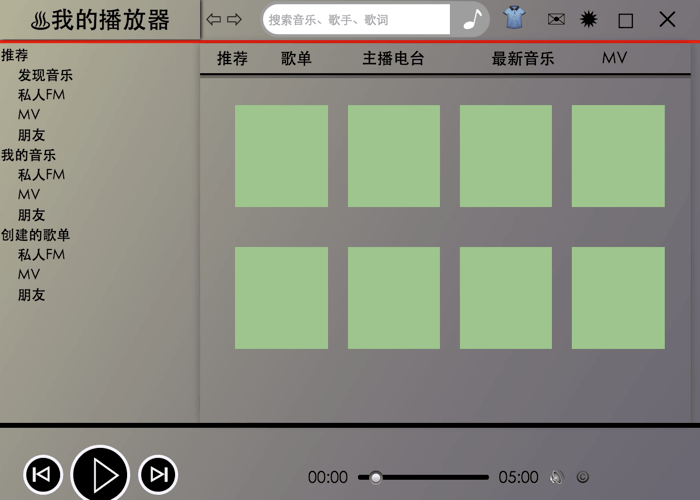 ♨我的播放器
搜索音乐、歌手、歌词
推荐
发现音乐
私人FM
MV
朋友
我的音乐
私人FM
MV
朋友
创建的歌单
私人FM
MV
朋友
推荐 歌单 主播电台 最新音乐 MV
00:00 05:00 ©